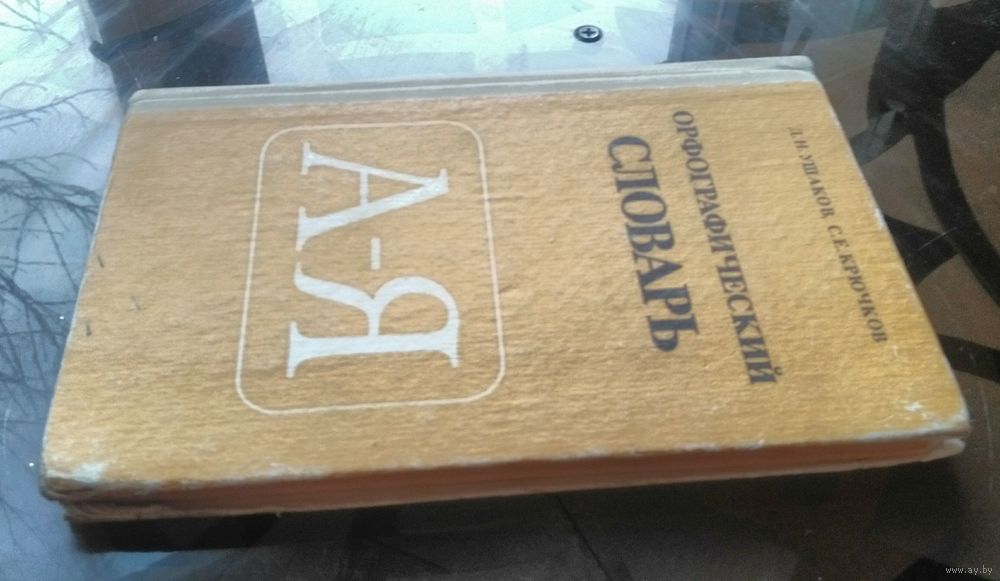 Д.Н.УШАКОВ, С.Е.КРЮЧКОВ
ОРФОГРАФИЧЕСКИЙ
СЛОВАРЬ
А-Я
www.ay.by